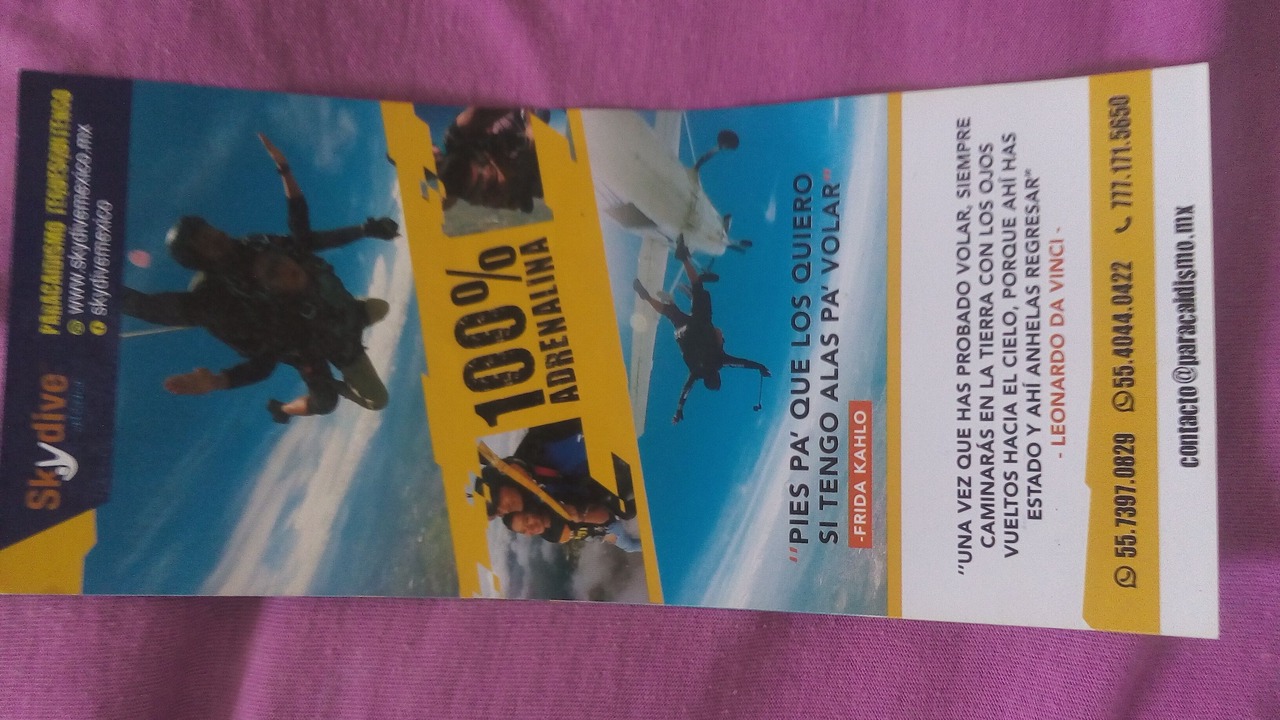 Skydive
PARACAIDISMO TEQUESQUITENGO
www.skydivemexico.mx
skydivemexico
100%
ADRENALINA
"PIES PA' QUE LOS QUIERO
SI TENGO ALAS PA' VOLAR"
-FRIDA KAHLO
"UNA VEZ QUE HAS PROBADO VOLAR, SIEMPRE
CAMINARÁS EN LA TIERRA CON LOS OJOS
VUELTOS HACIA EL CIELO, PORQUE AHÍ HAS
ESTADO Y AHÍ ANHELAS REGRESAR"
- LEONARDO DA VINCI -
55.7397.0829 55.4044.0422 777.171.5650
contacto@paracaidismo.mx